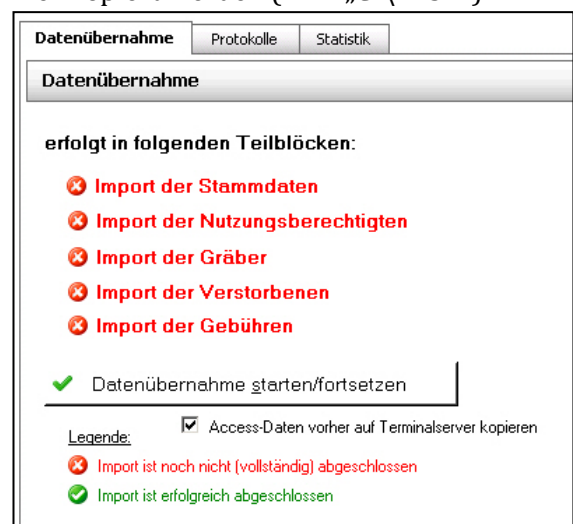 Datenübernahme Protokolle Statistik
Datenübernahme
erfolgt in folgenden Teilblöcken:
Import der Stammdaten
Import der Nutzungsberechtigten
Import der Gräber
Import der Verstorbenen
Import der Gebühren
Datenübernahme starten/fortsetzen
Access-Daten vorher auf Terminalserver kopieren
Legende:
Import ist noch nicht (vollständig) abgeschlossen
Import ist erfolgreich abgeschlossen